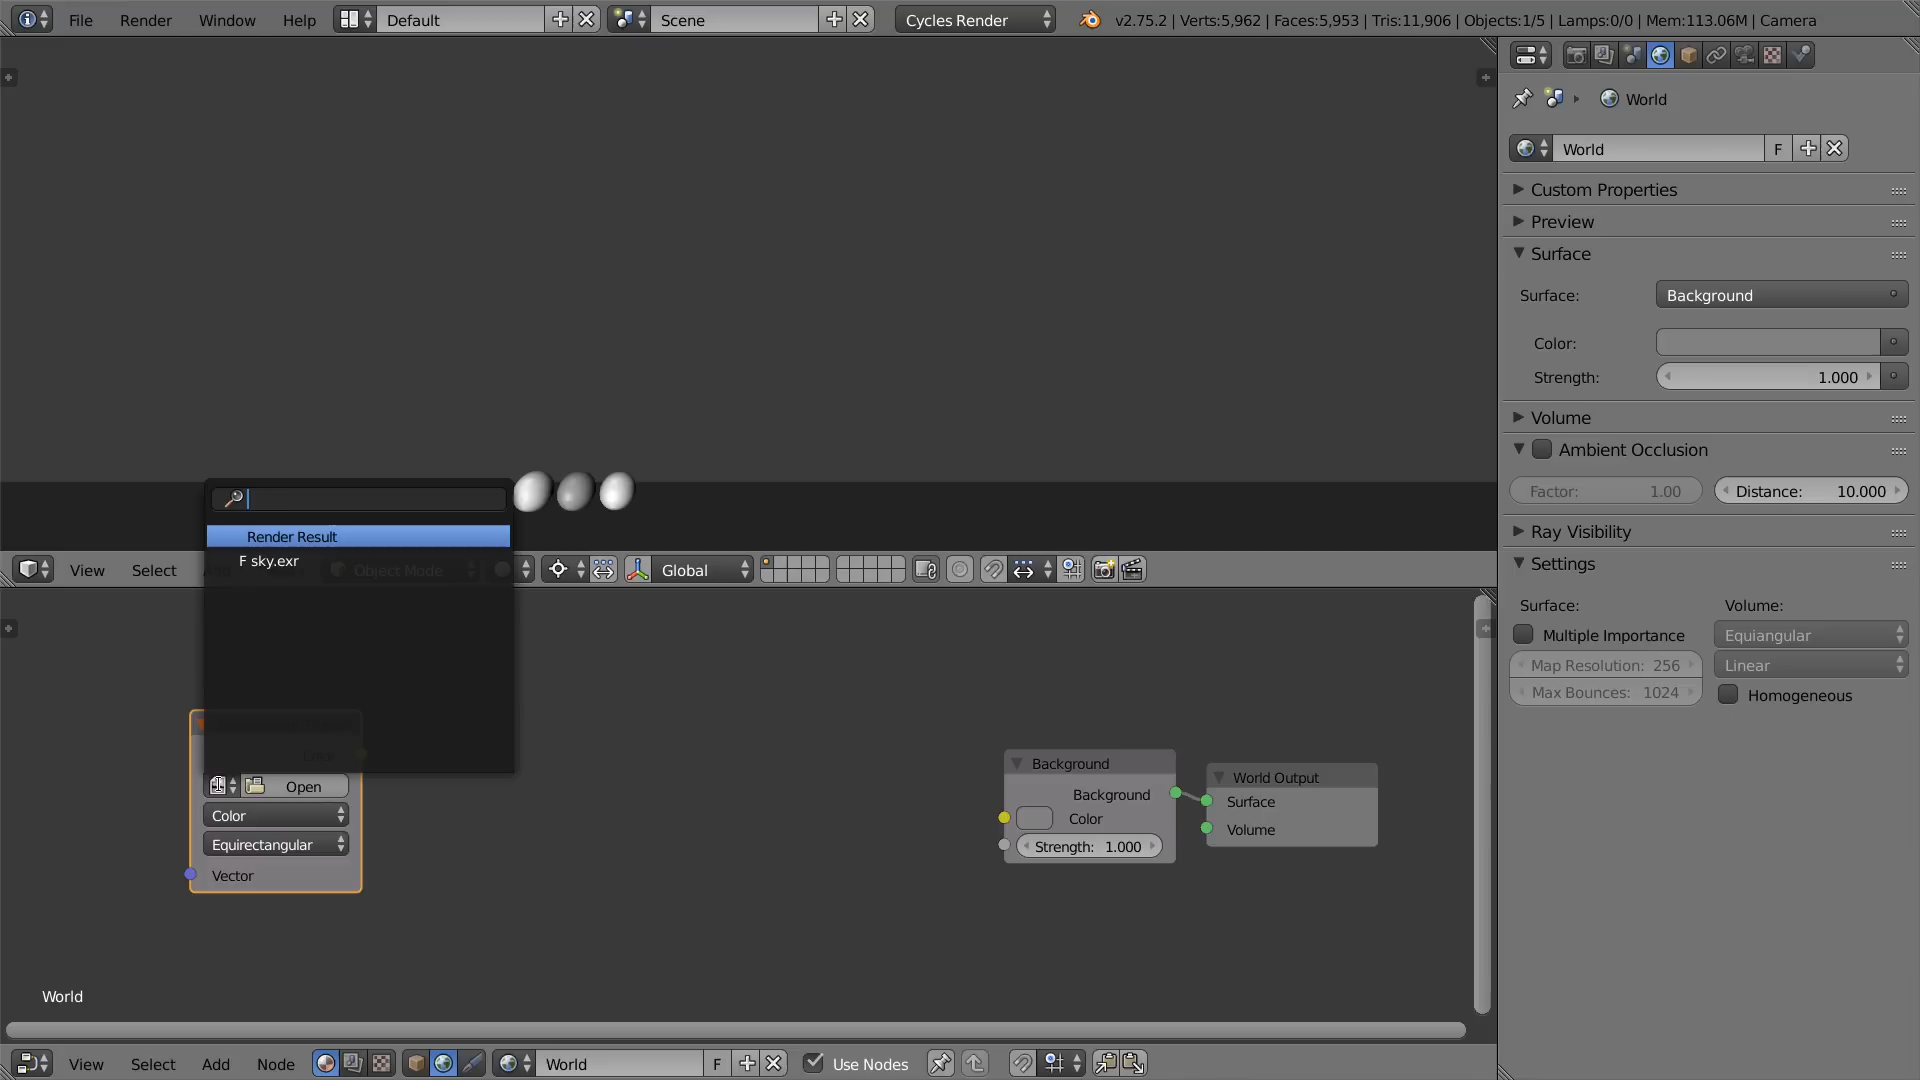 File Render Window Help Default Scene Cycles Render v2.75.2 | Verts:5,962 | Faces:5,953 | Tris:11,906 | Objects:1/5 | Lamps:0/0 | Mem:113.06M | Camera
World
World F
Custom Properties
Preview
Surface
Surface: Background
Color:
Strength: 1.000
Volume
Ambient Occlusion
Factor: 1.00 Distance: 10.000
Ray Visibility
Settings
Surface: Volume:
Multiple Importance Equiangular
Map Resolution: 256 Linear
Max Bounces: 1024 Homogeneous
Render Result
F sky.exr
View Select Add Object Mode Global
Color
Open
Color
Equirectangular
Vector
Background
Background
Color
Strength: 1.000
World Output
Surface
Volume
World
View Select Add Node World F Use Nodes